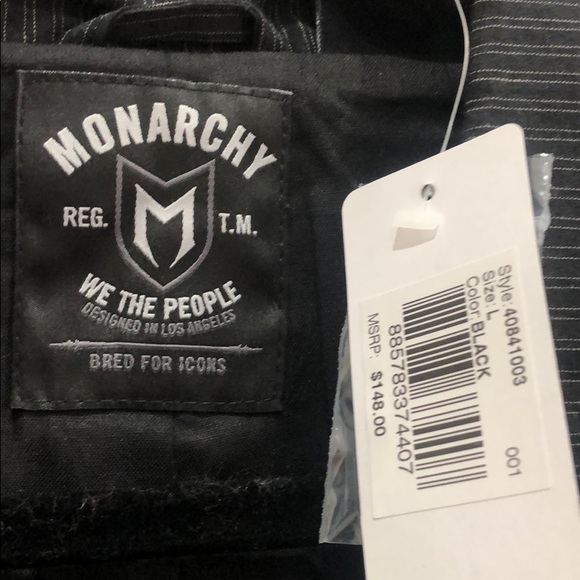 MONARCHY
REG. M T.M.
WE THE PEOPLE
DESIGNED IN LOS ANGELES
BRED FOR ICONS
Style: 40841003
Size: L 001
Color: BLACK
885783374407
MSRP: $148.00